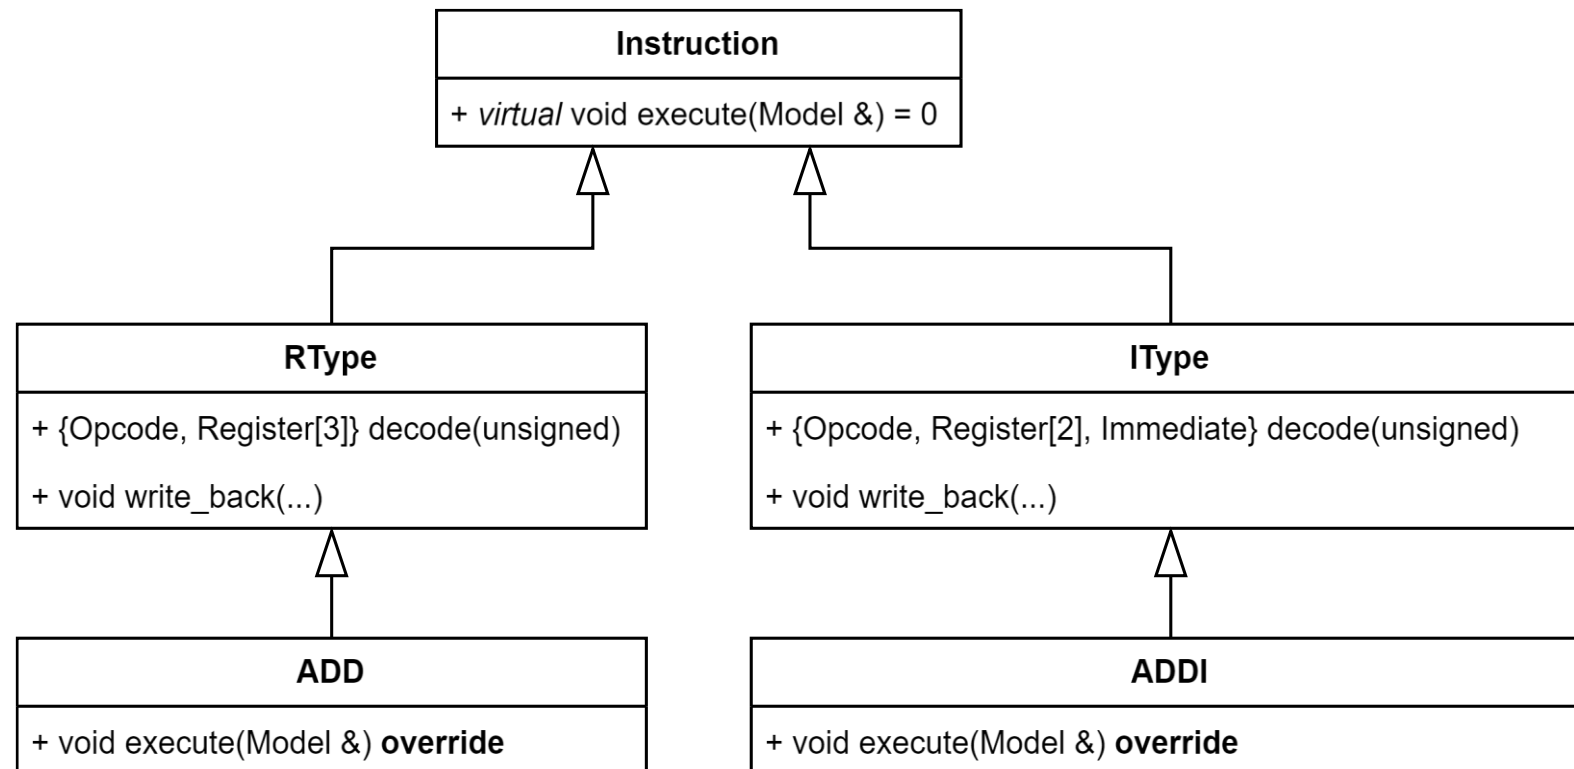 Instruction
+ virtual void execute(Model &) = 0
RType
+ {Opcode, Register[3]} decode(unsigned)
+ void write_back(...)
IType
+ {Opcode, Register[2], Immediate} decode(unsigned)
+ void write_back(...)
ADD
+ void execute(Model &) override
ADDI
+ void execute(Model &) override